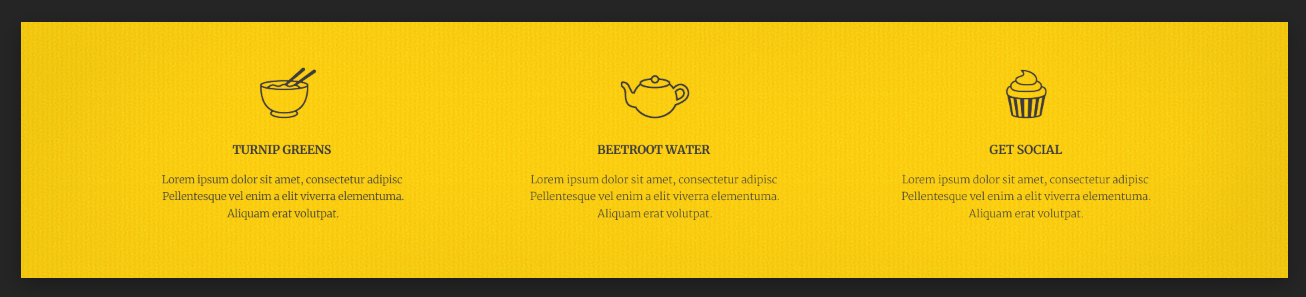 TURNIP GREENS
Lorem ipsum dolor sit amet, consectetur adipisc
Pellentesque vel enim a elit viverra elementuma.
Aliquam erat volutpat.
BEETROOT WATER
Lorem ipsum dolor sit amet, consectetur adipisc
Pellentesque vel enim a elit viverra elementuma.
Aliquam erat volutpat.
GET SOCIAL
Lorem ipsum dolor sit amet, consectetur adipisc
Pellentesque vel enim a elit viverra elementuma.
Aliquam erat volutpat.